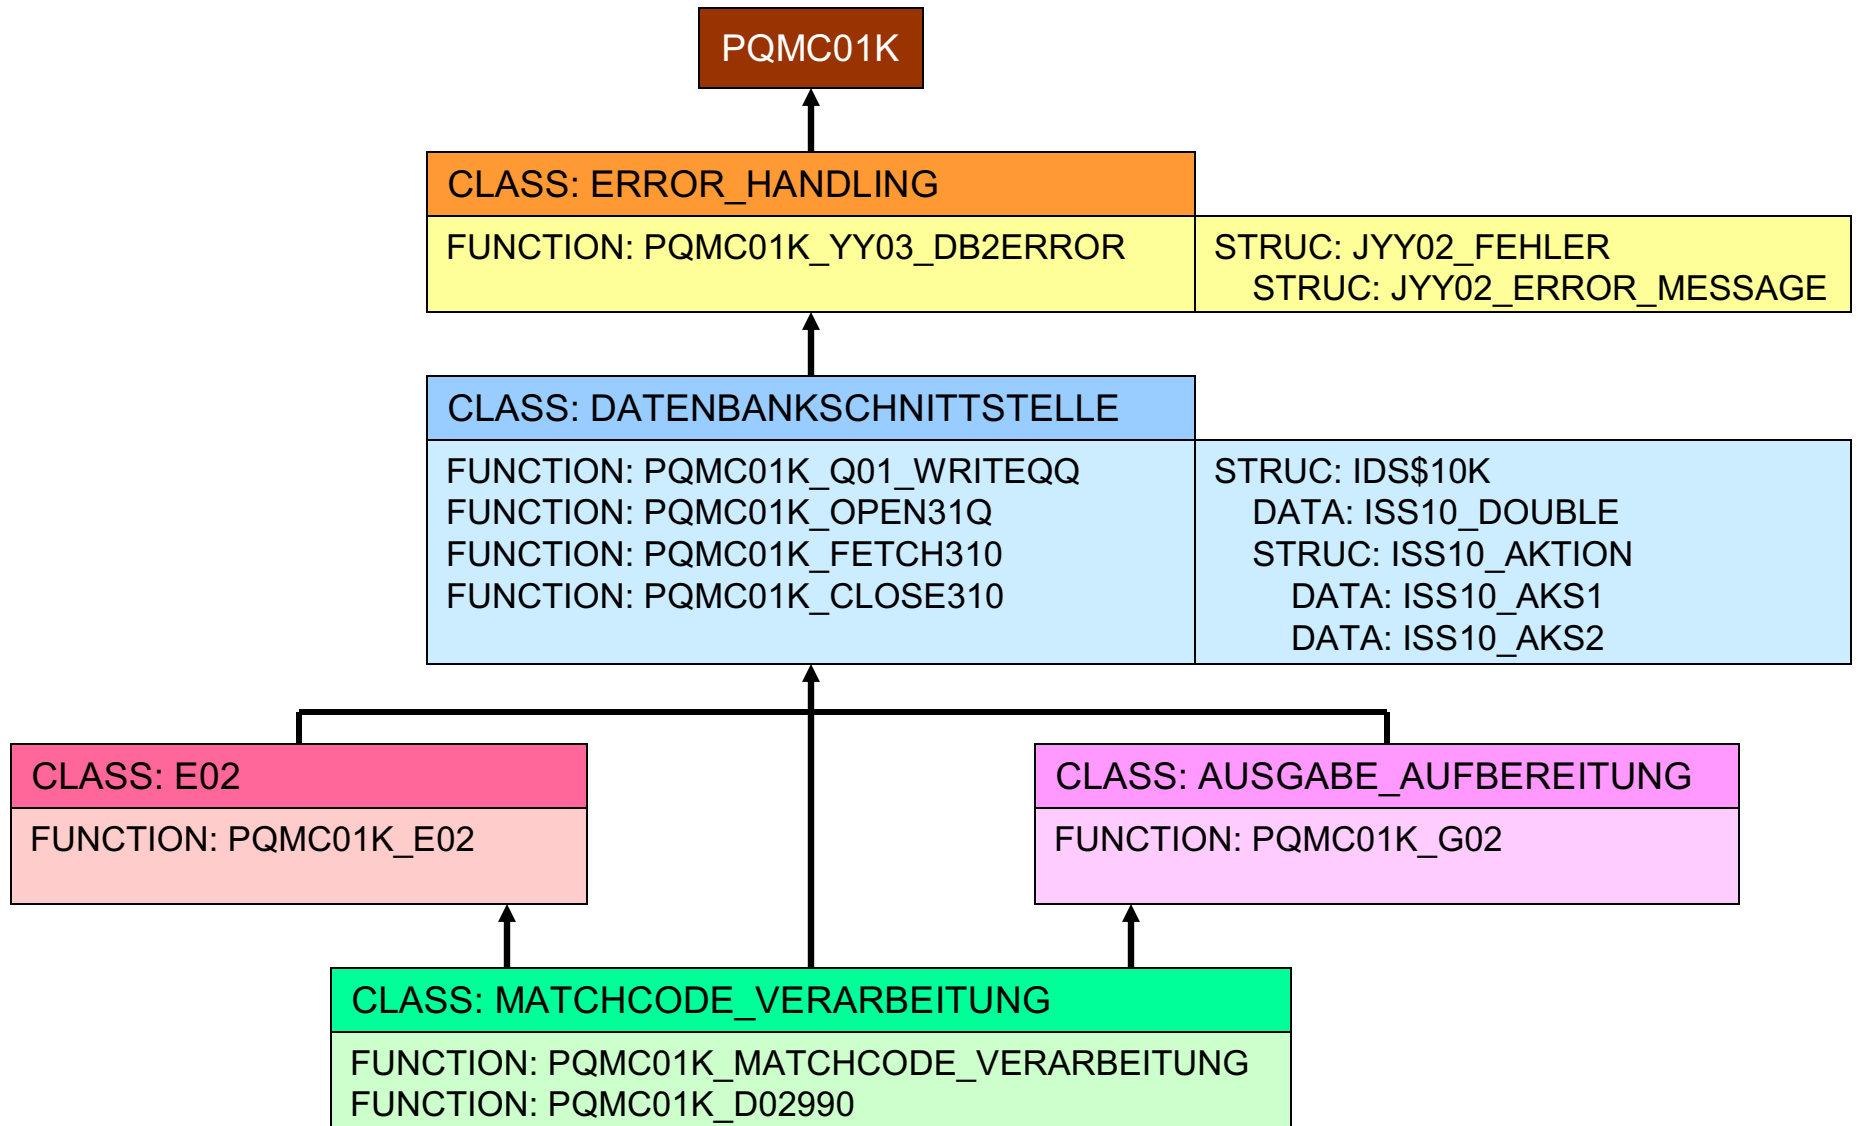 PQMC01K
CLASS: ERROR_HANDLING
FUNCTION: PQMC01K_YY03_DB2ERROR
STRUC: JYY02_FEHLER
STRUC: JYY02_ERROR_MESSAGE
CLASS: DATENBANKSCHNITTSTELLE
FUNCTION: PQMC01K_Q01_WRITEQQ
FUNCTION: PQMC01K_OPEN31Q
FUNCTION: PQMC01K_FETCH310
FUNCTION: PQMC01K_CLOSE310
STRUC: IDS$10K
DATA: ISS10_DOUBLE
STRUC: ISS10_AKTION
DATA: ISS10_AKS1
DATA: ISS10_AKS2
CLASS: E02
FUNCTION: PQMC01K_E02
CLASS: AUSGABE_AUFBEREITUNG
FUNCTION: PQMC01K_G02
CLASS: MATCHCODE_VERARBEITUNG
FUNCTION: PQMC01K_MATCHCODE_VERARBEITUNG
FUNCTION: PQMC01K_D02990